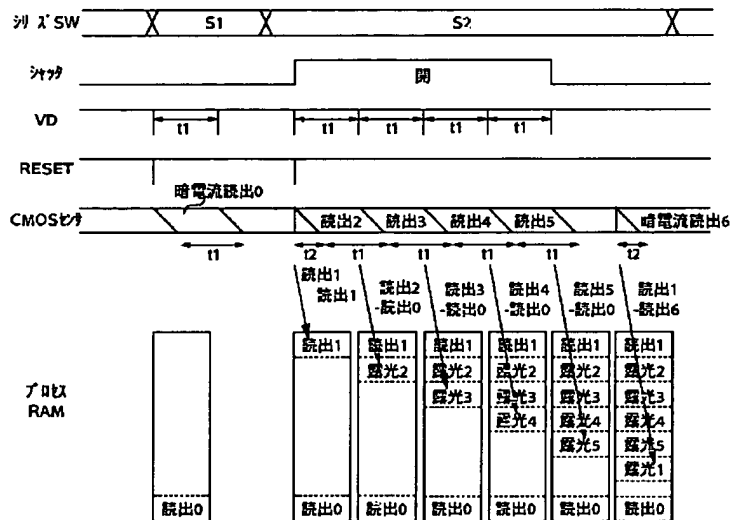 ｼﾘｰｽﾞSW S1 S2
ｼｬｯﾀ 開
VD t1 t1 t1 t1 t1
RESET
暗電流読出0
CMOSｾﾝｻ 読出2 読出3 読出4 読出5 暗電流読出6
t1 t2 t1 t1 t1 t1 t2
読出1 読出2 読出3 読出4 読出5 読出1
読出1 -読出0 -読出0 -読出0 -読出0 -読出6
読出1 読出1 読出1 読出1 読出1 読出1
露光2 露光2 露光2 露光2 露光2
ﾌﾟﾛｾｽ 露光3 露光3 露光3 露光3
RAM 露光4 露光4 露光4
露光5 露光5
露光1
読出0 読出0 読出0 読出0 読出0 読出0 読出0